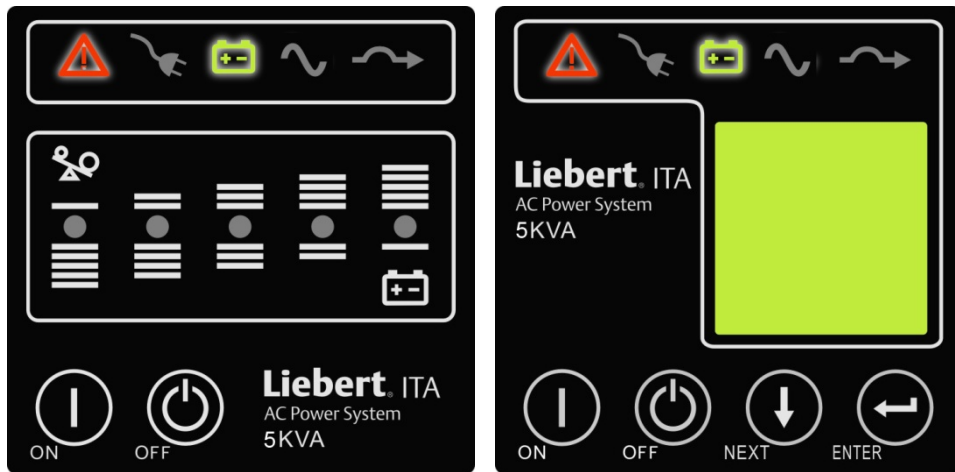 ON
OFF
Liebert® ITA
AC Power System
5KVA
Liebert® ITA
AC Power System
5KVA
ON
OFF
NEXT
ENTER